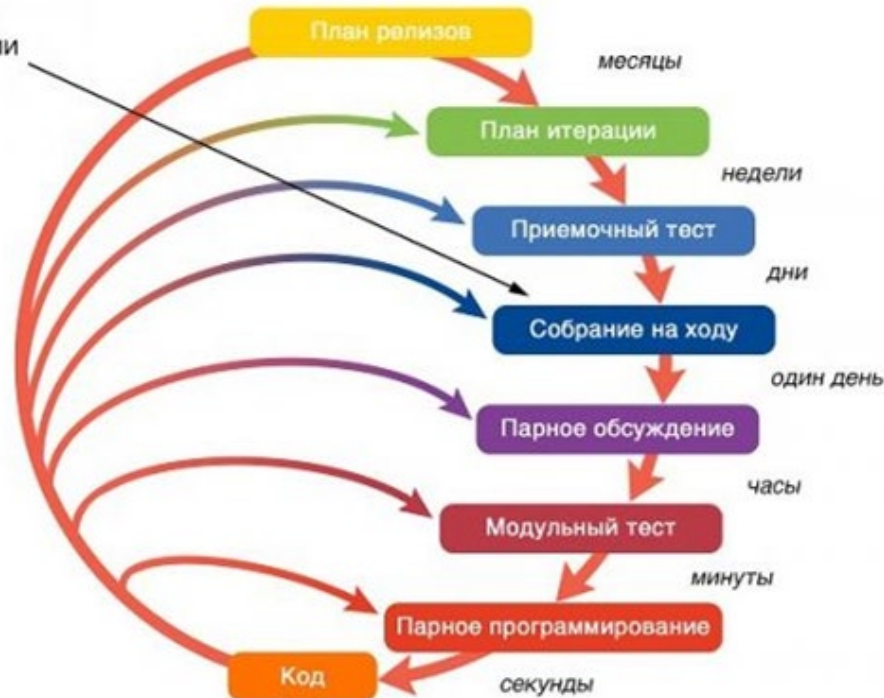 План релизов
месяцы
План итерации
недели
Приемочный тест
дни
Собрание на ходу
один день
Парное обсуждение
часы
Модульный тест
минуты
Парное программирование
Код
секунды